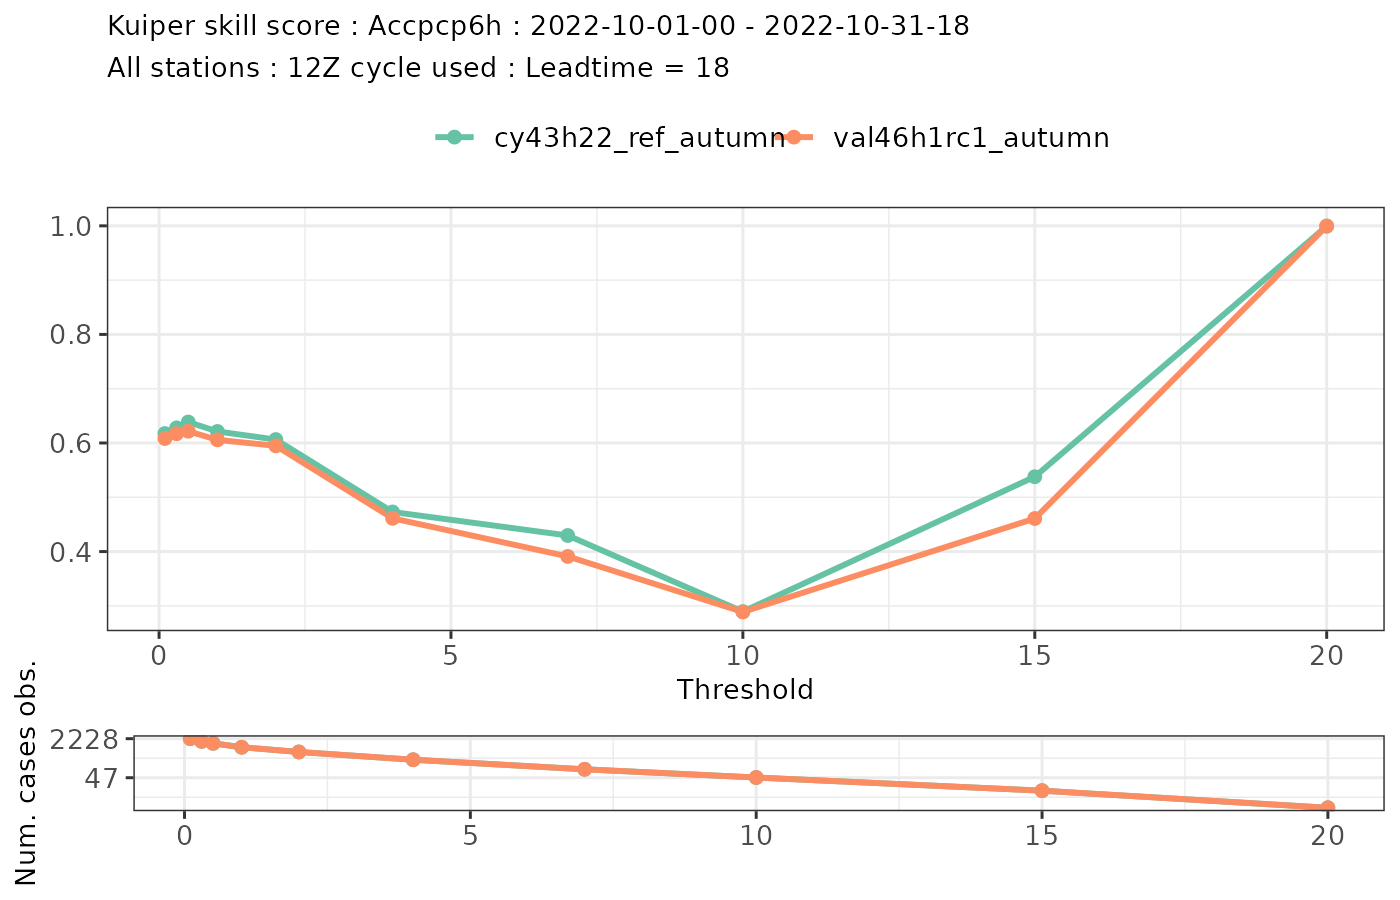 Kuiper skill score : Accpcp6h : 2022-10-01-00 - 2022-10-31-18
All stations : 12Z cycle used : Leadtime = 18
cy43h22_ref_autumn val46h1rc1_autumn
1.0
0.8
0.6
0.4
0 5 10 15 20
Threshold
Num. cases obs.
2228
47
0 5 10 15 20